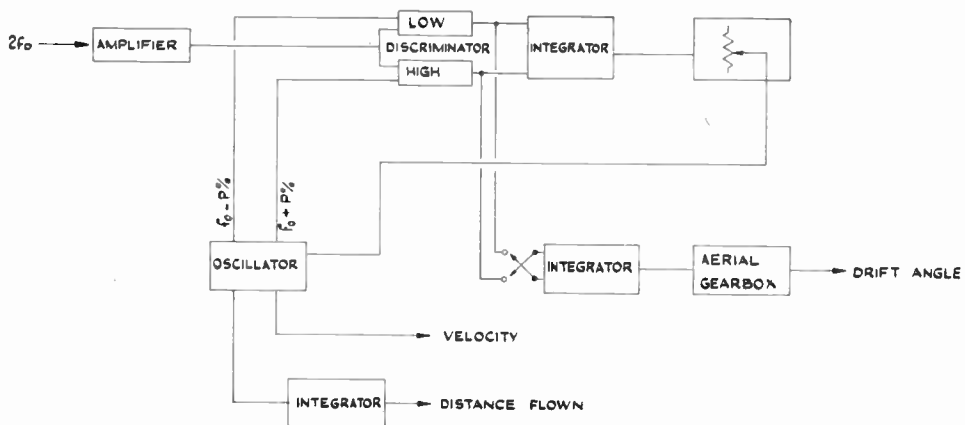 2f₀
AMPLIFIER
LOW
DISCRIMINATOR
HIGH
INTEGRATOR
f₀ - P%
f₀ + P%
OSCILLATOR
INTEGRATOR
AERIAL
GEARBOX
DRIFT ANGLE
VELOCITY
INTEGRATOR
DISTANCE FLOWN